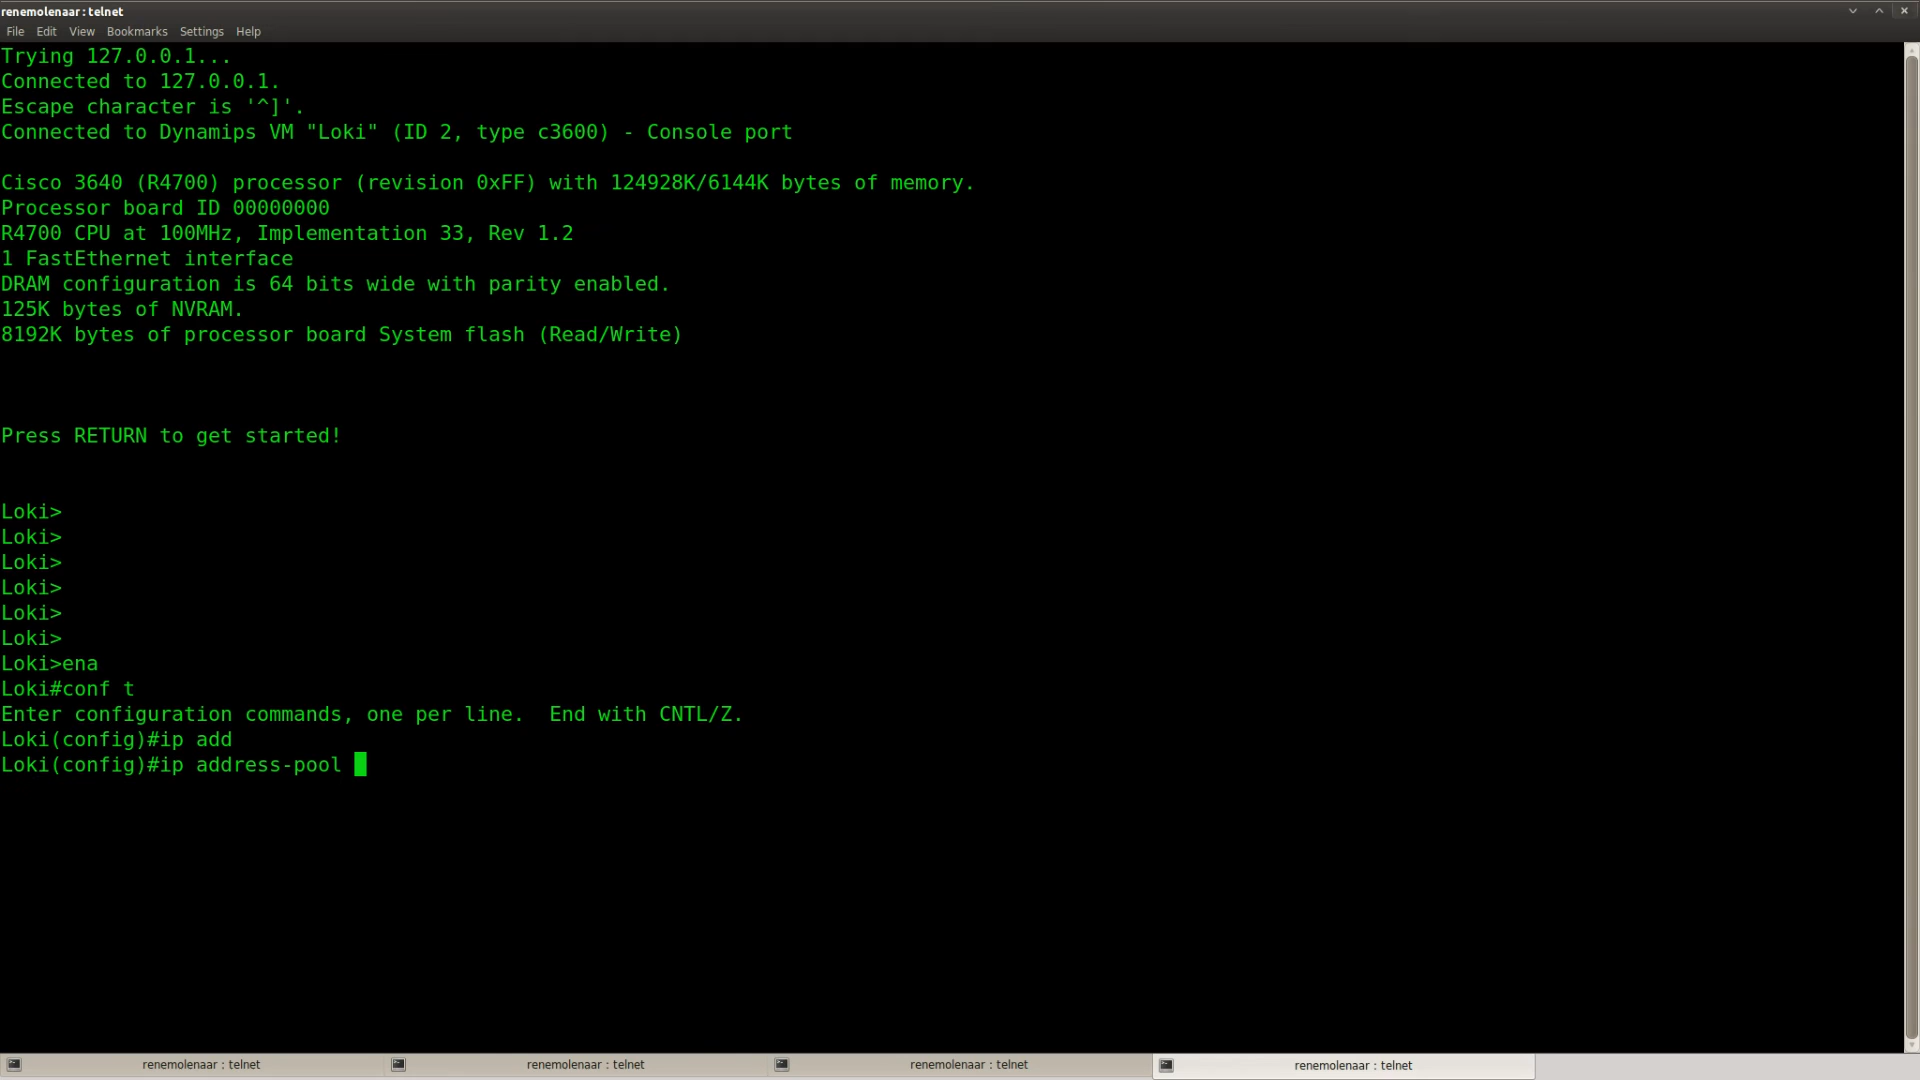 renemolenaar : telnet
File Edit View Bookmarks Settings Help
Trying 127.0.0.1...
Connected to 127.0.0.1.
Escape character is '^]'.
Connected to Dynamips VM "Loki" (ID 2, type c3600) - Console port
Cisco 3640 (R4700) processor (revision 0xFF) with 124928K/6144K bytes of memory.
Processor board ID 00000000
R4700 CPU at 100MHz, Implementation 33, Rev 1.2
1 FastEthernet interface
DRAM configuration is 64 bits wide with parity enabled.
125K bytes of NVRAM.
8192K bytes of processor board System flash (Read/Write)
Press RETURN to get started!
Loki>
Loki>
Loki>
Loki>
Loki>
Loki>
Loki>ena
Loki#conf t
Enter configuration commands, one per line.  End with CNTL/Z.
Loki(config)#ip add
Loki(config)#ip address-pool
renemolenaar : telnet renemolenaar : telnet renemolenaar : telnet renemolenaar : telnet